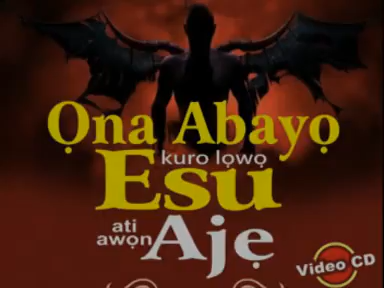 Ọna Abayọ
kuro lọwọ
Esu
ati
awọn
Ajẹ
Video CD